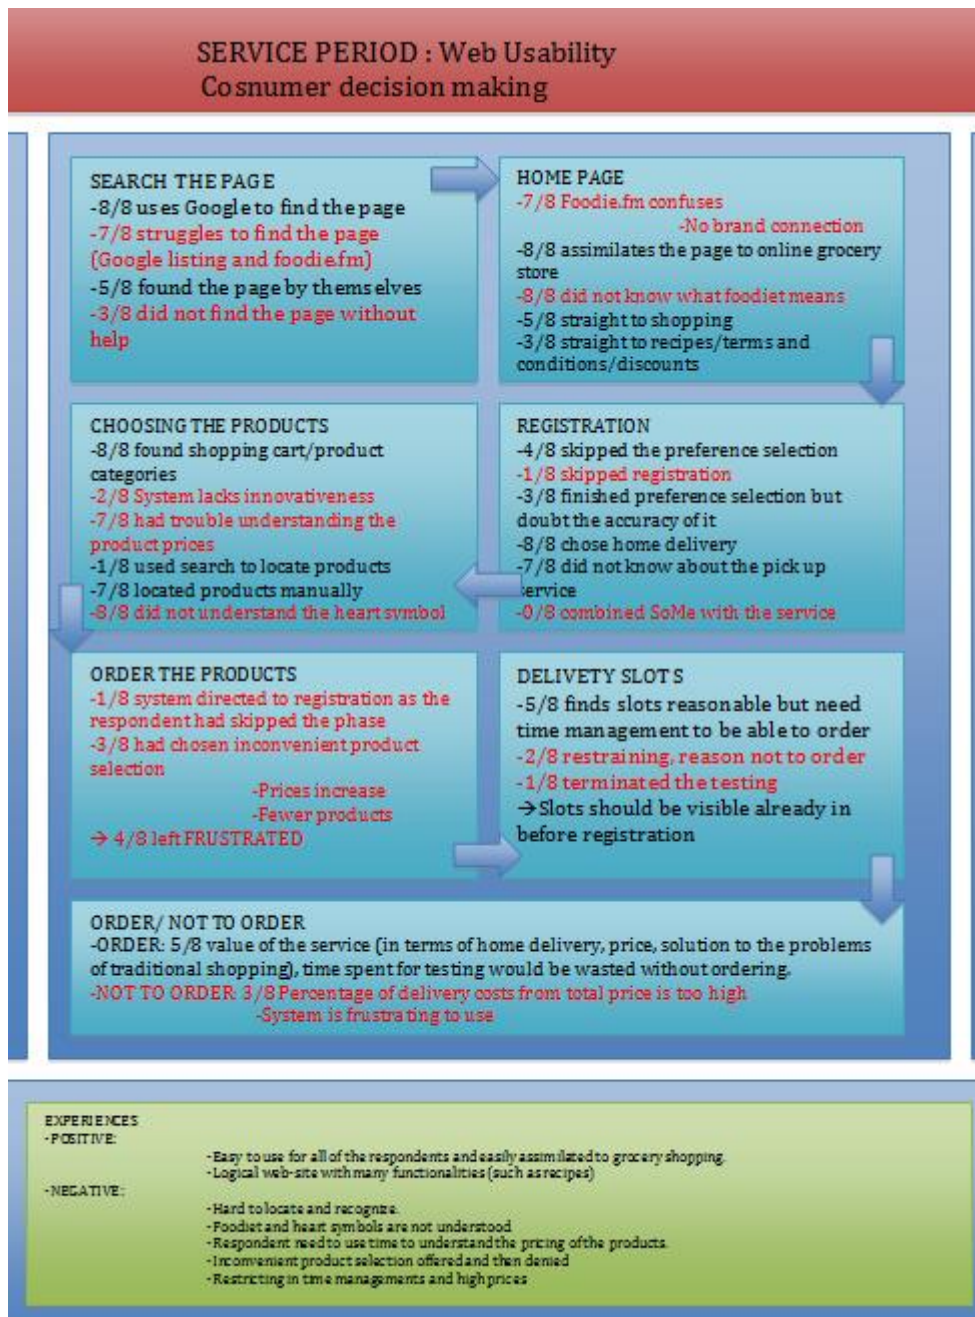 SERVICE PERIOD : Web Usability
Cosnumer decision making
SEARCH THE PAGE
-8/8 uses Google to find the page
-7/8 struggles to find the page
(Google listing and foodie.fm)
-5/8 found the page by themselves
-3/8 did not find the page without
help
HOME PAGE
-7/8 Foodie.fm confuses
-No brand connection
-8/8 assimilates the page to online grocery
store
-8/8 did not know what foodiet means
-5/8 straight to shopping
-3/8 straight to recipes/terms and
conditions/discounts
REGISTRATION
-4/8 skipped the preference selection
-1/8 skipped registration
-3/8 finished preference selection but
doubt the accuracy of it
-8/8 chose home delivery
-7/8 did not know about the pick up
service
-0/8 combined SoMe with the service
CHOOSING THE PRODUCTS
-8/8 found shopping cart/product
categories
-2/8 System lacks innovativeness
-7/8 had trouble understanding the
product prices
-1/8 used search to locate products
-7/8 located products manually
-8/8 did not understand the heart symbol
ORDER THE PRODUCTS
-1/8 system directed to registration as the
respondent had skipped the phase
-3/8 had chosen inconvenient product
selection
-Prices increase
-Fewer products
→ 4/8 left FRUSTRATED
DELIVETY SLOTS
-5/8 finds slots reasonable but need
time management to be able to order
-2/8 restraining, reason not to order
-1/8 terminated the testing
→Slots should be visible already in
before registration
ORDER/ NOT TO ORDER
-ORDER: 5/8 value of the service (in terms of home delivery, price, solution to the problems
of traditional shopping), time spent for testing would be wasted without ordering.
-NOT TO ORDER: 3/8 Percentage of delivery costs from total price is too high
-System is frustrating to use
EXPERIENCES
-POSITIVE:
-Easy to use for all of the respondents and easily assimilated to grocery shopping.
-Logical web-site with many functionalities (such as recipes)
-NEGATIVE:
-Hard to locate and recognize.
-Foodiet and heart symbols are not understood
-Respondent need to use time to understand the pricing of the products.
-Inconvenient product selection offered and then denied
-Restricting in time managements and high prices